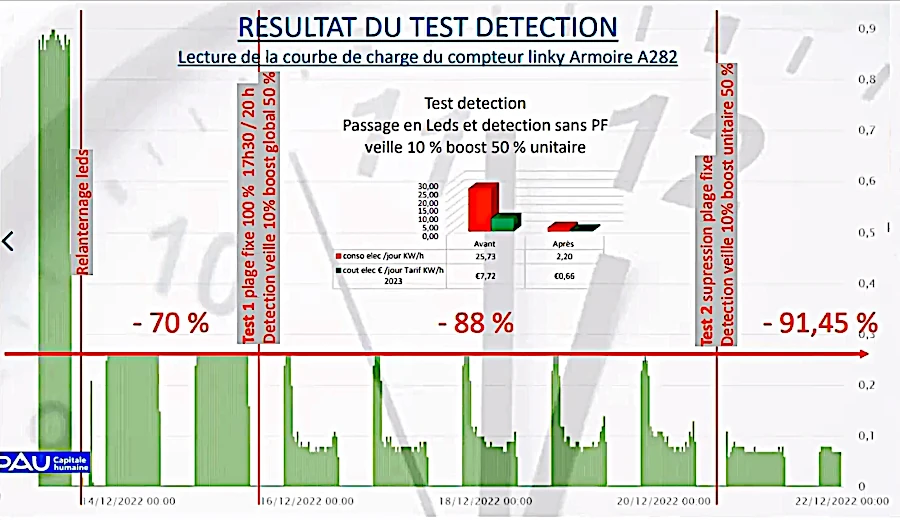 RESULTAT DU TEST DETECTION
Lecture de la courbe de charge du compteur linky Armoire A282
Test detection
Passage en Leds et detection sans PF
veille 10 % boost 50 % unitaire
Relanternage leds
Test 1 plage fixe 100 % 17h30 / 20 h
Detection veille 10% boost global 50 %
Test 2 supression plage fixe
Detection veille 10% boost unitaire 50 %
30,00
25,00
20,00
15,00
10,00
5,00
0,00
Avant Après
conso elec /jour KW/h 25,73 2,20
cout elec € /jour Tarif KW/h 2023 €7,72 €0,66
- 70 %
- 88 %
- 91,45 %
0,9
0,8
0,7
0,6
0,5
0,4
0,3
0,2
0,1
0
PAU Capitale
humaine
14/12/2022 00:00 16/12/2022 00:00 18/12/2022 00:00 20/12/2022 00:00 22/12/2022 00:00
12
11
10